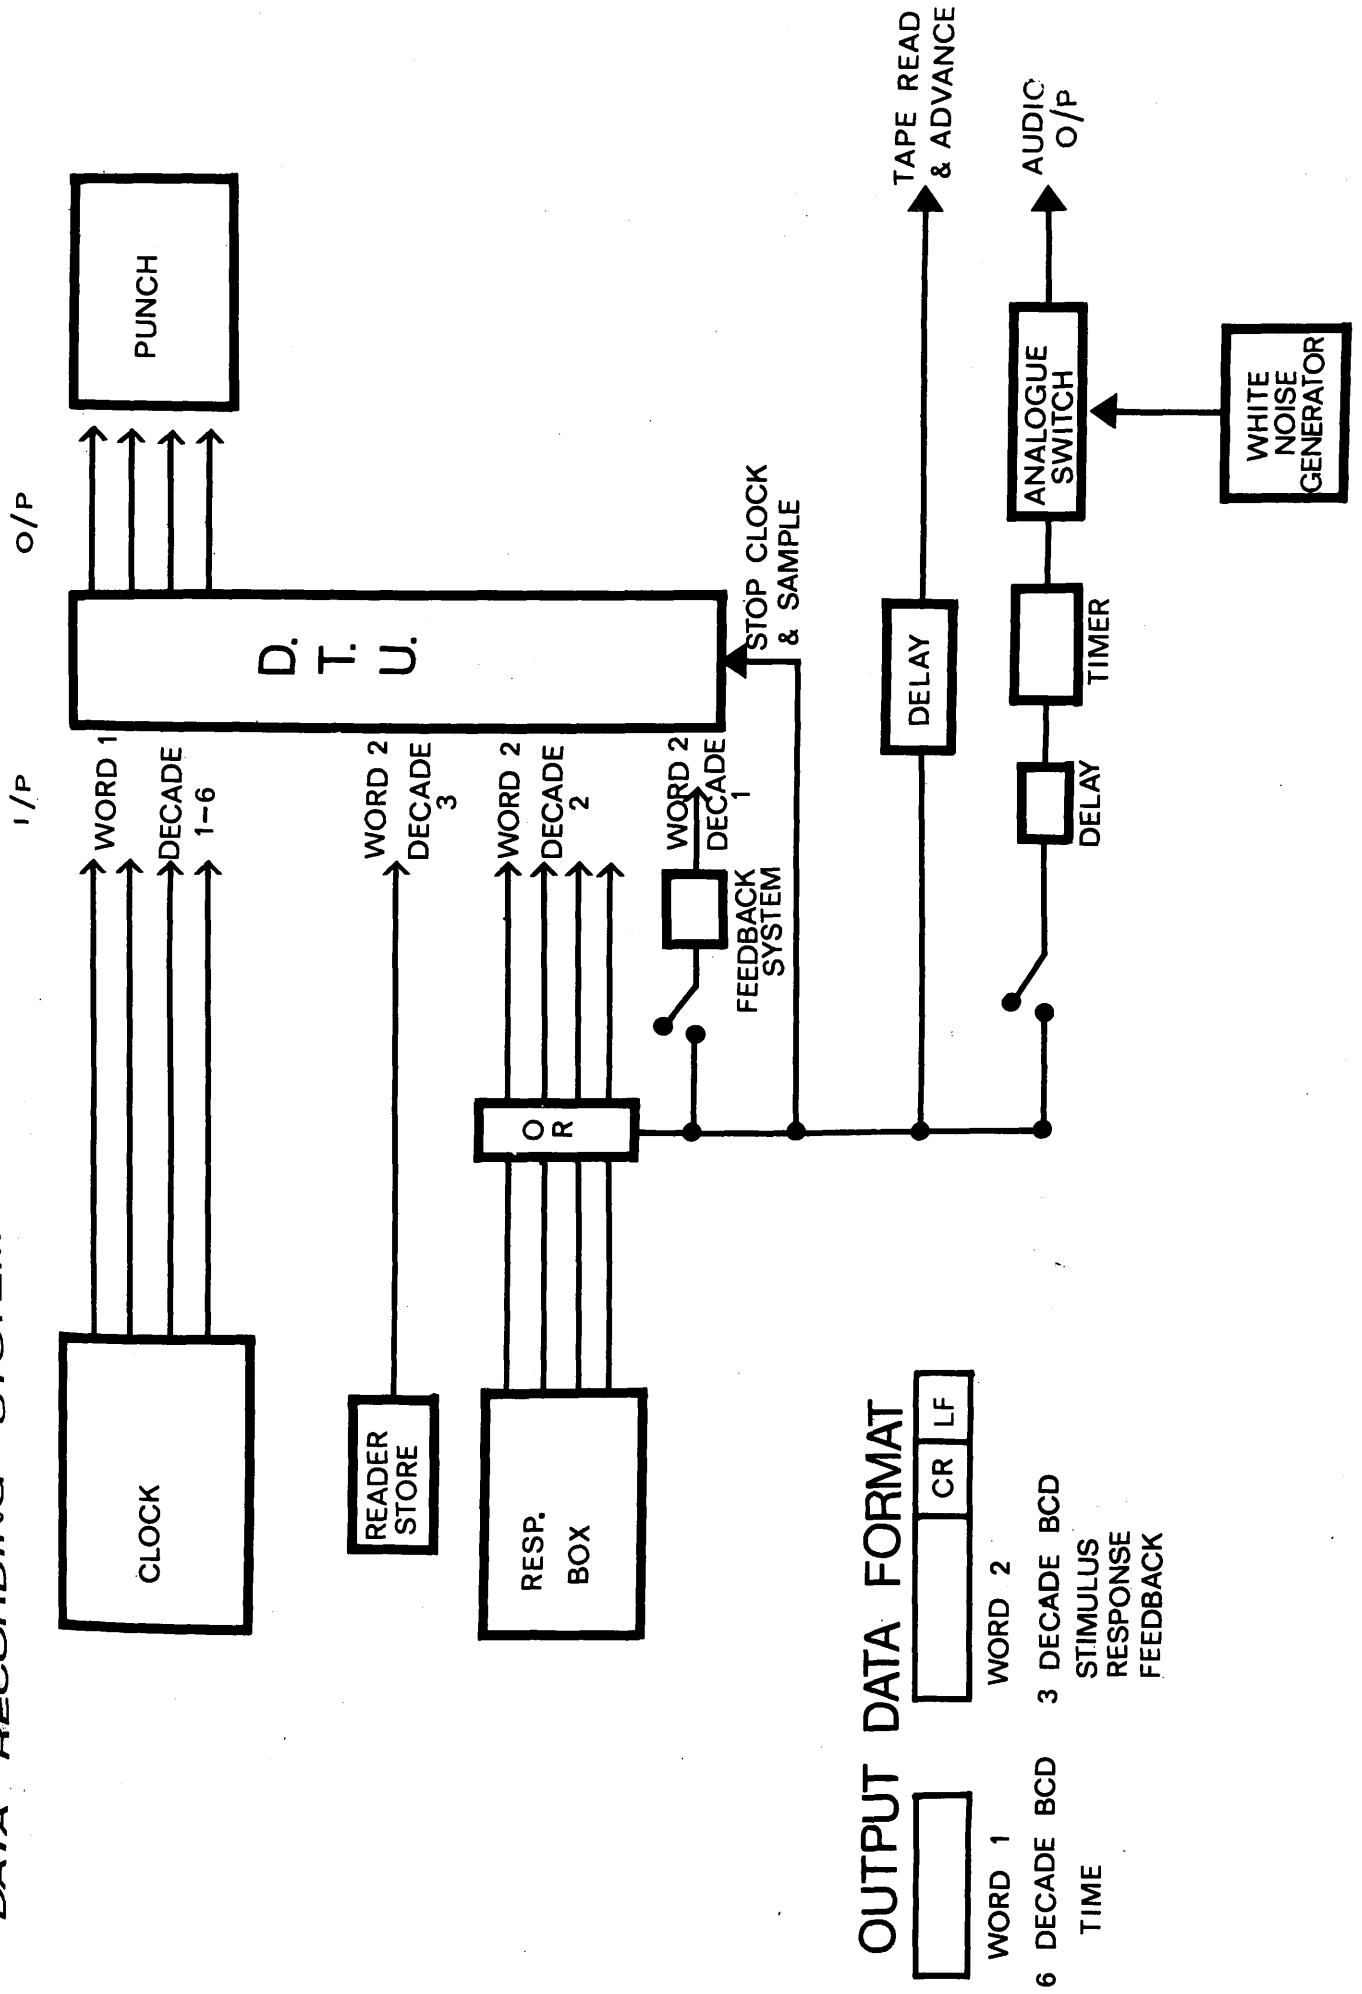 DATA RECORDING SYSTEM
I/P
O/P
CLOCK
WORD 1
DECADE
1-6
D.
T.
U.
PUNCH
READER
STORE
WORD 2
DECADE
3
RESP.
BOX
O
R
WORD 2
DECADE
2
WORD 2
DECADE
1
FEEDBACK
SYSTEM
STOP CLOCK
& SAMPLE
DELAY
TAPE READ
& ADVANCE
DELAY
TIMER
ANALOGUE
SWITCH
AUDIO
O/P
WHITE
NOISE
GENERATOR
OUTPUT DATA FORMAT
CR
LF
WORD 1
6 DECADE BCD
TIME
WORD 2
3 DECADE BCD
STIMULUS
RESPONSE
FEEDBACK